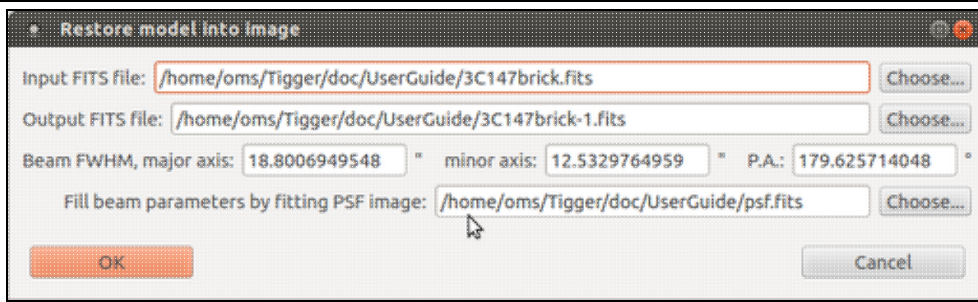 Restore model into image
Input FITS file: /home/oms/Tigger/doc/UserGuide/3C147brick.fits Choose...
Output FITS file: /home/oms/Tigger/doc/UserGuide/3C147brick-1.fits Choose...
Beam FWHM, major axis: 18.8006949548 " minor axis: 12.5329764959 " P.A.: 179.625714048 °
Fill beam parameters by fitting PSF image: /home/oms/Tigger/doc/UserGuide/psf.fits Choose...
OK Cancel